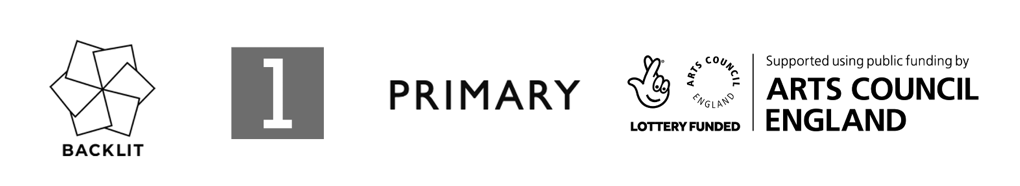 BACKLIT
1
PRIMARY
LOTTERY FUNDED
ARTS COUNCIL
ENGLAND
Supported using public funding by
ARTS COUNCIL
ENGLAND